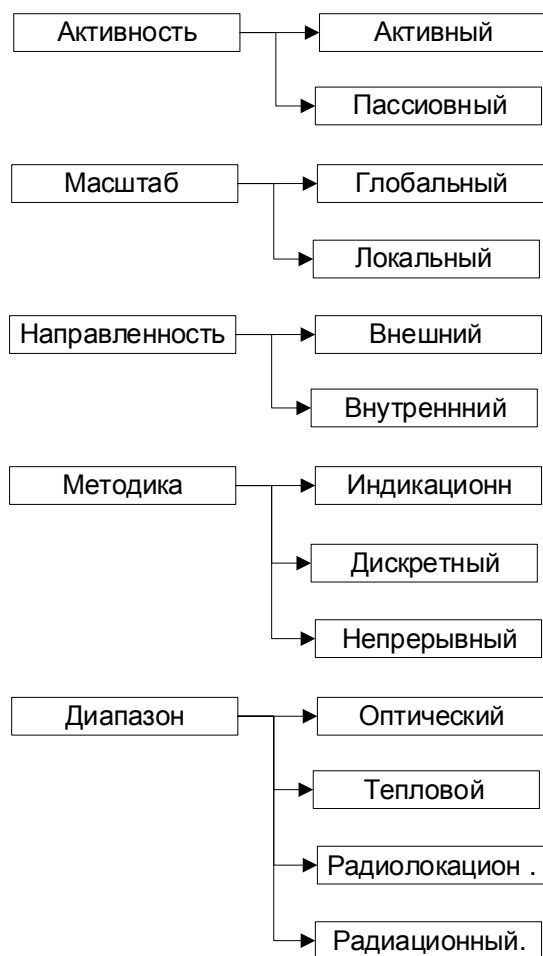 Активность
Активный
Пассиовный
Масштаб
Глобальный
Локальный
Направленность
Внешний
Внутреннний
Методика
Индикационн
Дискретный
Непрерывный
Диапазон
Оптический
Тепловой
Радиолокацион .
Радиационный.